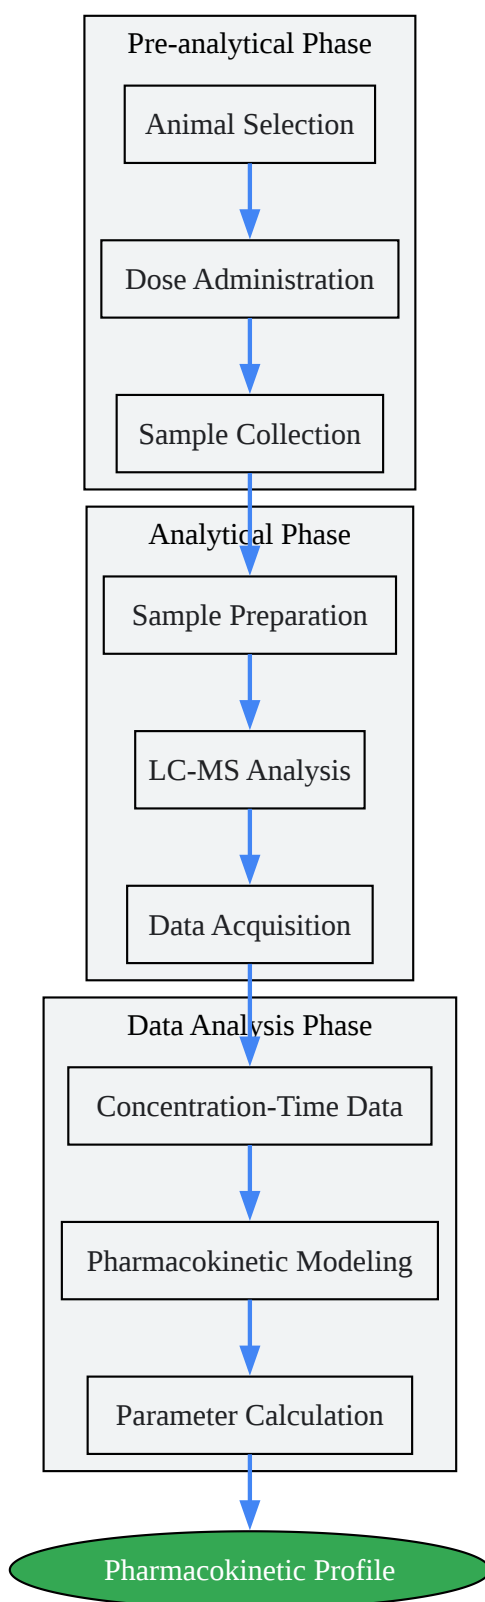 Pre-analytical Phase
Animal Selection
Dose Administration
Sample Collection
Analytical Phase
Sample Preparation
LC-MS Analysis
Data Acquisition
Data Analysis Phase
Concentration-Time Data
Pharmacokinetic Modeling
Parameter Calculation
Pharmacokinetic Profile